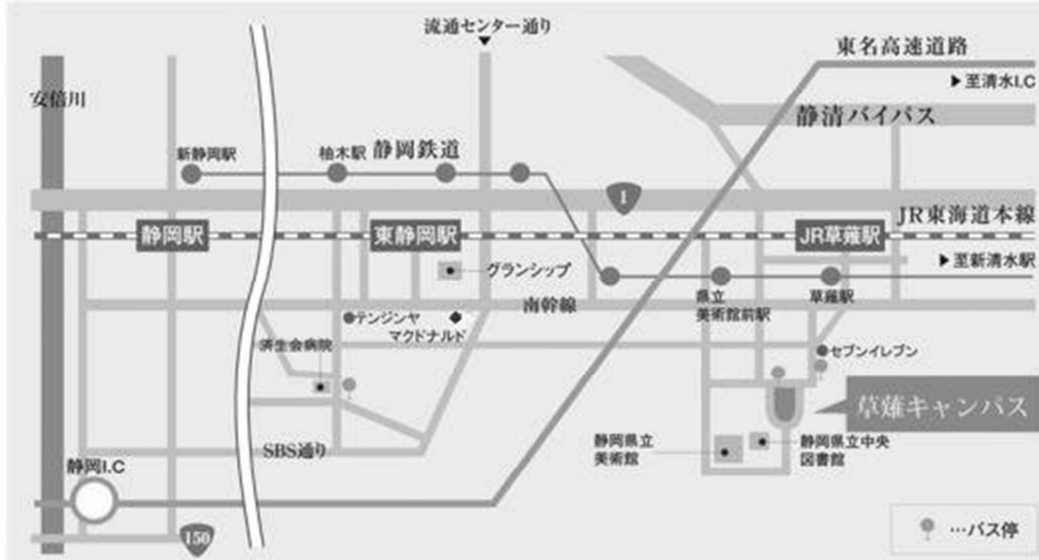 流通センター通り
東名高速道路
▶至清水I.C
安倍川
静清バイパス
新静岡駅
柚木駅
静岡鉄道
1
JR東海道本線
静岡駅
東静岡駅
JR草薙駅
▶至新清水駅
グランシップ
南幹線
県立
美術館前駅
草薙駅
テンジンヤ
マクドナルド
済生会病院
セブンイレブン
草薙キャンパス
SBS通り
静岡県立
美術館
静岡県立中央
図書館
静岡I.C
150
…バス停